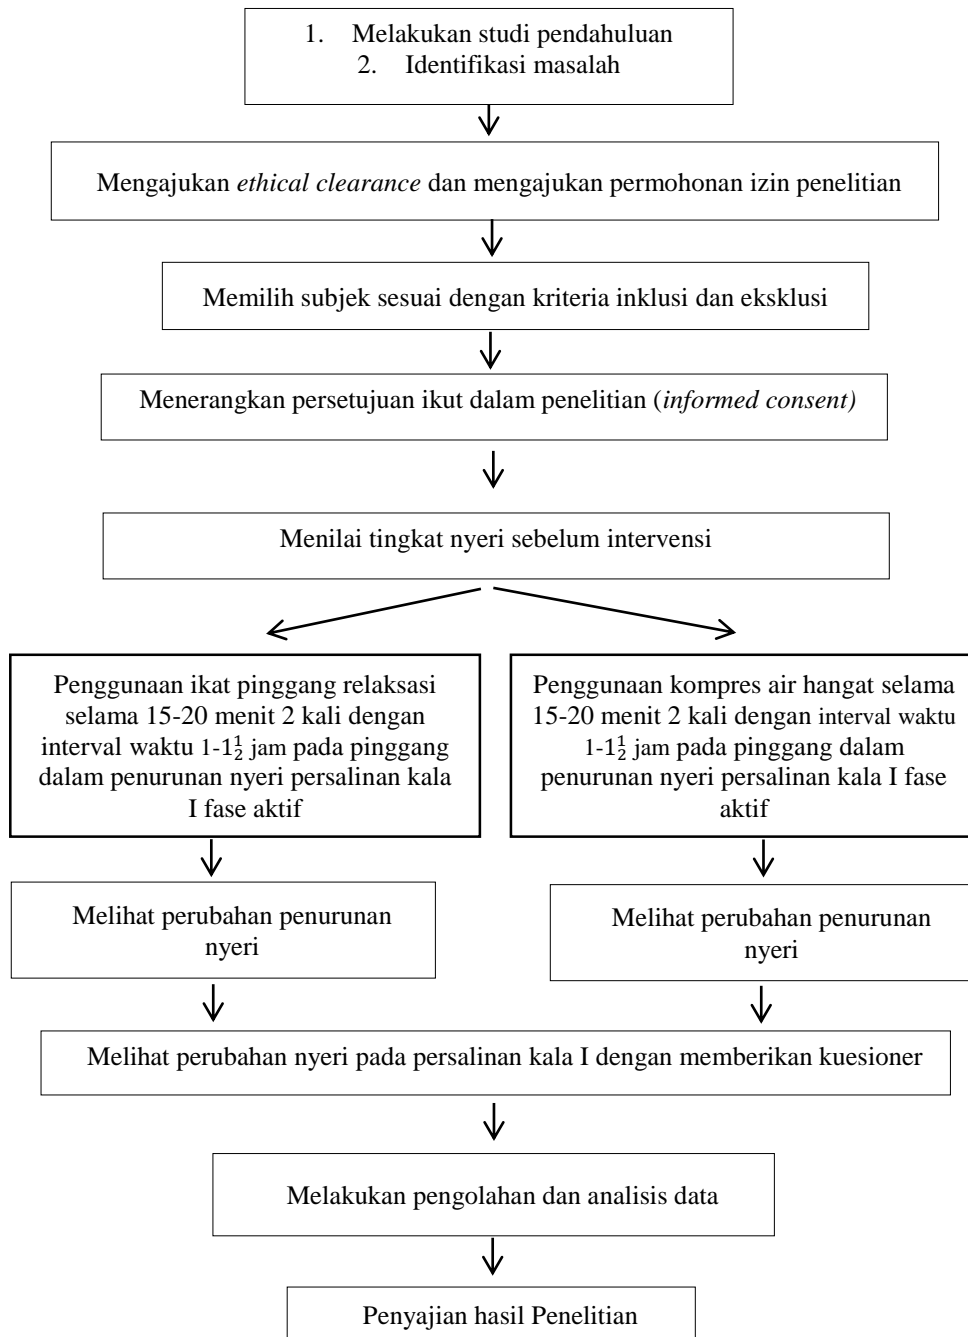 1. Melakukan studi pendahuluan
2. Identifikasi masalah
Mengajukan ethical clearance dan mengajukan permohonan izin penelitian
Memilih subjek sesuai dengan kriteria inklusi dan eksklusi
Menerangkan persetujuan ikut dalam penelitian (informed consent)
Menilai tingkat nyeri sebelum intervensi
Penggunaan ikat pinggang relaksasi
selama 15-20 menit 2 kali dengan
interval waktu 1-1½ jam pada pinggang
dalam penurunan nyeri persalinan kala
I fase aktif
Penggunaan kompres air hangat selama
15-20 menit 2 kali dengan interval waktu
1-1½ jam pada pinggang dalam
penurunan nyeri persalinan kala I fase
aktif
Melihat perubahan penurunan
nyeri
Melihat perubahan penurunan
nyeri
Melihat perubahan nyeri pada persalinan kala I dengan memberikan kuesioner
Melakukan pengolahan dan analisis data
Penyajian hasil Penelitian